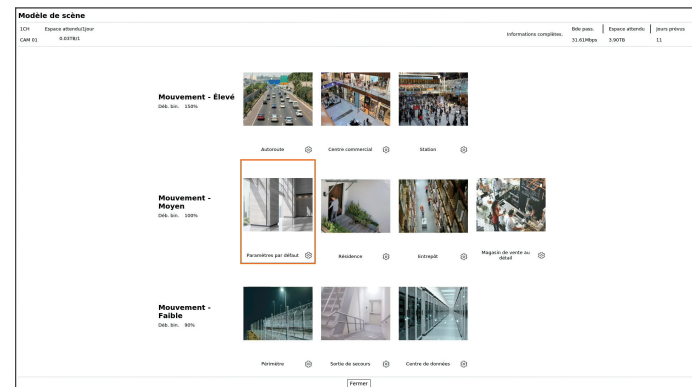 Modèle de scène
1CH Espace attendu/1jour
CAM 01 0.03TB/1
Informations complètes.
Bde pass. Espace attendu Jours prévus
31.61Mbps 3.90TB 11
Mouvement - Élevé
Déb. bin. 150%
Autoroute Centre commercial Station
Mouvement -
Moyen
Déb. bin. 100%
Paramètres par défaut Résidence Entrepôt Magasin de vente au
détail
Mouvement -
Faible
Déb. bin. 90%
Périmètre Sortie de secours Centre de données
Fermer